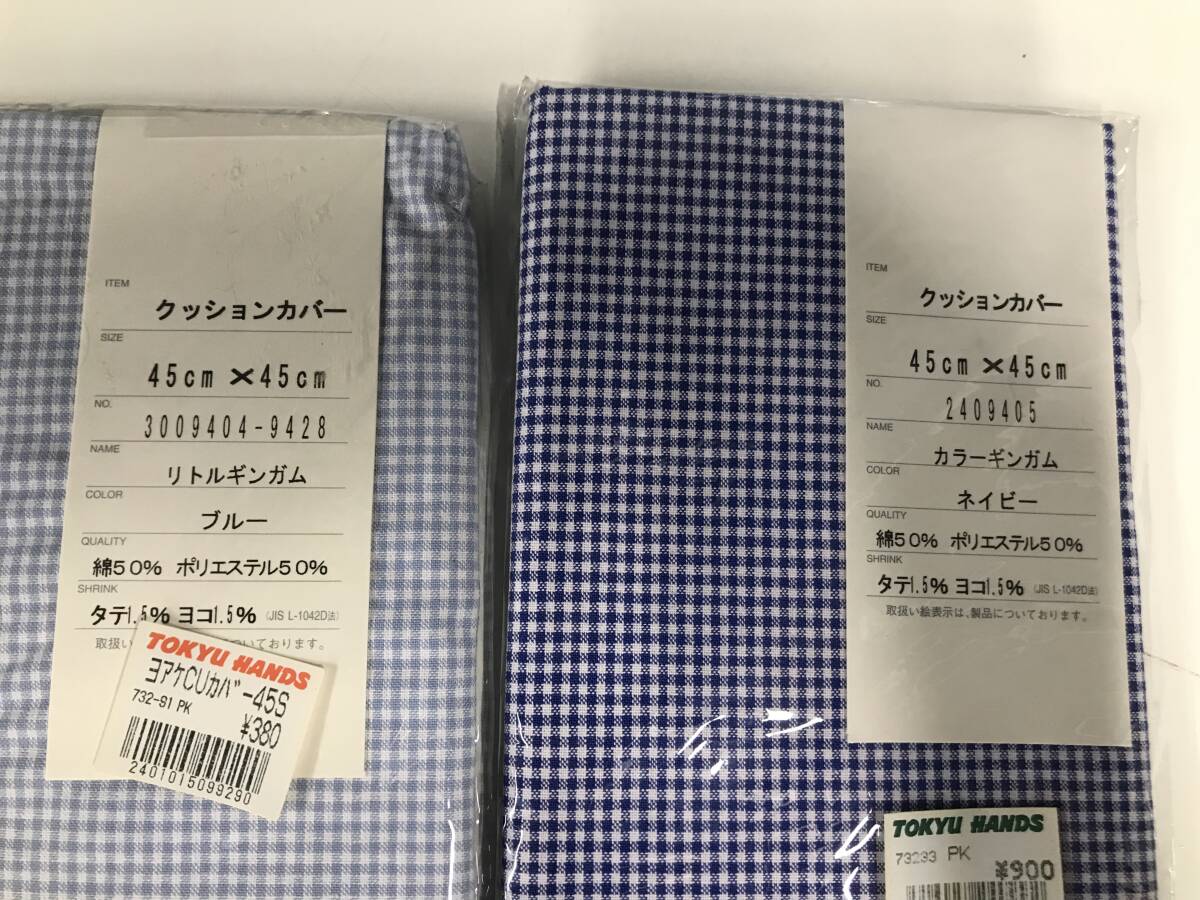 ITEM
クッションカバー
SIZE
45cm×45cm
NO.
3009404-9428
NAME
リトルギンガム
COLOR
ブルー
QUALITY
綿50% ポリエステル50%
SHRINK
タテ1.5% ヨコ1.5% (JIS L-1042D法)
取扱い ついております。
TOKYU HANDS
ヨアケCUカバー45S
732-91 PK
¥380
2401015099290
ITEM
クッションカバー
SIZE
45cm×45cm
NO.
2409405
NAME
カラーギンガム
COLOR
ネイビー
QUALITY
綿50% ポリエステル50%
SHRINK
タテ1.5% ヨコ1.5% (JIS L-1042D法)
取扱い絵表示は、製品についております。
TOKYU HANDS
73233 PK
¥900